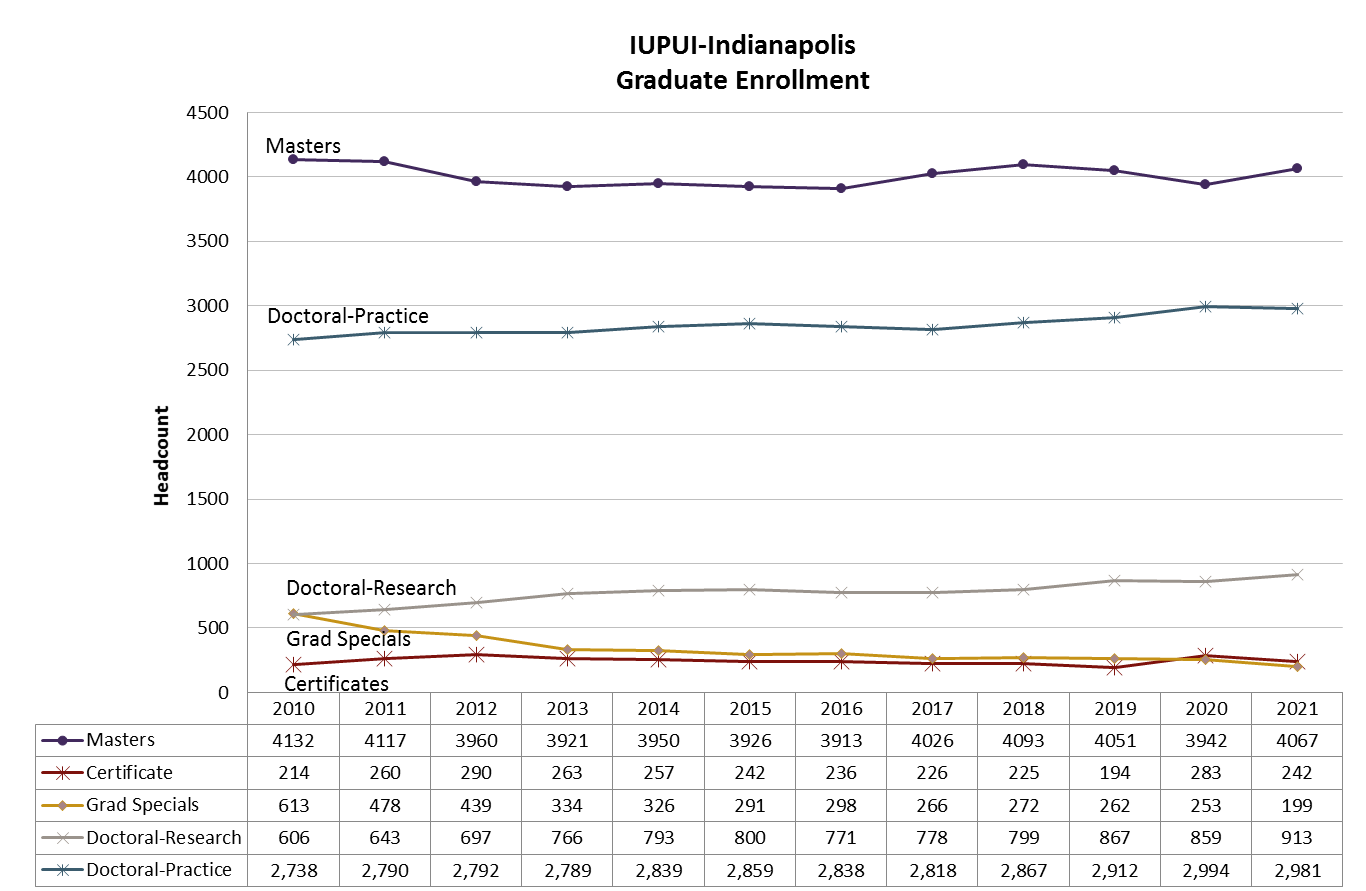 IUPUI-Indianapolis
Graduate Enrollment
4500
Masters
4000
3500
3000
Doctoral-Practice
2500
2000
Headcount
1500
1000
Doctoral-Research
500
Grad Specials
Certificates
0
2010 2011 2012 2013 2014 2015 2016 2017 2018 2019 2020 2021
Masters 4132 4117 3960 3921 3950 3926 3913 4026 4093 4051 3942 4067
Certificate 214 260 290 263 257 242 236 226 225 194 283 242
Grad Specials 613 478 439 334 326 291 298 266 272 262 253 199
Doctoral-Research 606 643 697 766 793 800 771 778 799 867 859 913
Doctoral-Practice 2,738 2,790 2,792 2,789 2,839 2,859 2,838 2,818 2,867 2,912 2,994 2,981